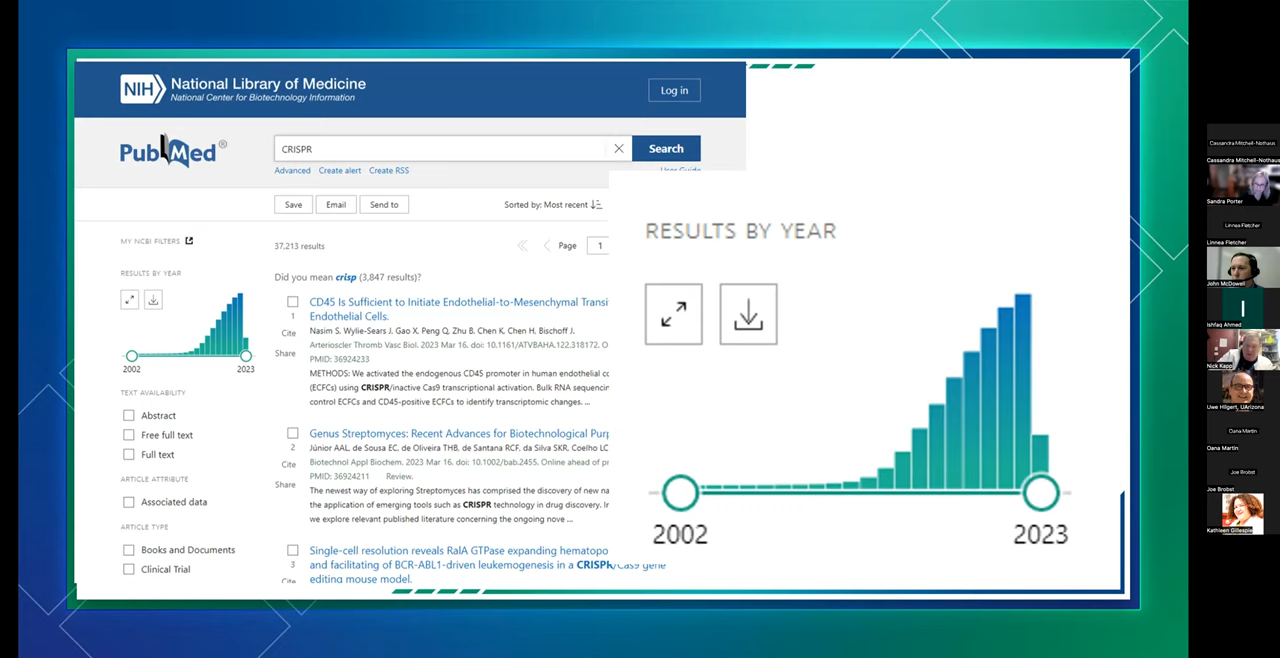 NIH National Library of Medicine
National Center for Biotechnology Information
Log in
PubMed®
CRISPR
Search
Advanced Create alert Create RSS
User Guide
Save Email Send to
Sorted by: Most recent
MY NCBI FILTERS
37,213 results
Page 1
RESULTS BY YEAR
2002 2023
TEXT AVAILABILITY
Abstract
Free full text
Full text
ARTICLE ATTRIBUTE
Associated data
ARTICLE TYPE
Books and Documents
Clinical Trial
Did you mean crisp (3,847 results)?
1
Cite
Share
CD45 Is Sufficient to Initiate Endothelial-to-Mesenchymal Transi
Endothelial Cells.
Nasim S, Wylie-Sears J, Gao X, Peng Q, Zhu B, Chen K, Chen H, Bischoff J.
Arterioscler Thromb Vasc Biol. 2023 Mar 16. doi: 10.1161/ATVBAHA.122.318172. O
PMID: 36924233
METHODS: We activated the endogenous CD45 promoter in human endothelial co
(ECFCs) using CRISPR/inactive Cas9 transcriptional activation. Bulk RNA sequencin
control ECFCs and CD45-positive ECFCs to identify transcriptomic changes. ...
2
Cite
Share
Genus Streptomyces: Recent Advances for Biotechnological Purp
Júnior AAL, de Sousa EC, de Oliveira THB, de Santana RCF, da Silva SKR, Coelho LC
Biotechnol Appl Biochem. 2023 Mar 16. doi: 10.1002/bab.2455. Online ahead of pr
PMID: 36924211 Review.
The newest way of exploring Streptomyces has comprised the discovery of new na
the application of emerging tools such as CRISPR technology in drug discovery. In
we explore relevant published literature concerning the ongoing nove ...
3
Cite
Single-cell resolution reveals RalA GTPase expanding hematopo
and facilitating of BCR-ABL1-driven leukemogenesis in a CRISPR/Cas9 gene
editing mouse model.
RESULTS BY YEAR
2002 2023
Cassandra Mitchell-Nothaus
Cassandra Mitchell-Nothaus
Sandra Porter
Linnea Fletcher
Linnea Fletcher
John McDowell
I
Ishfaq Ahmed
Nick Kapp
Uwe Hilgert, UArizona
Oana Martin
Oana Martin
Joe Brobst
Joe Brobst
Kathleen Gillespie